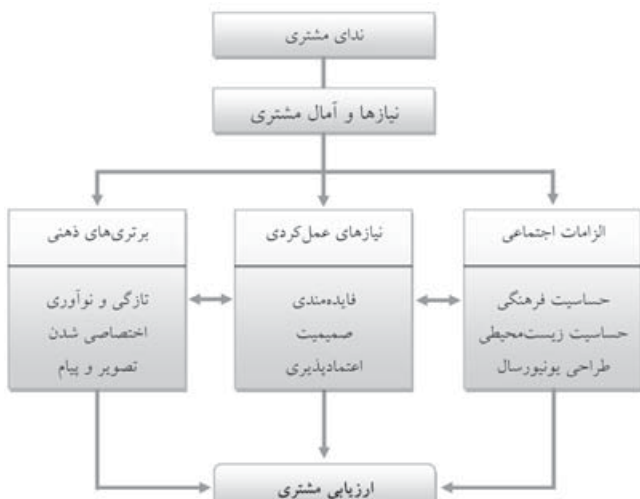 ندای مشتری
نیازها و آمال مشتری
الزامات اجتماعی
حساسیت فرهنگی
حساسیت زیست‌محیطی
طراحی یونیورسال
نیازهای عمل‌کردی
فایده‌مندی
صمیمیت
اعتمادپذیری
برتری‌های ذهنی
تازگی و نوآوری
اختصاصی شدن
تصویر و پیام
ارزیابی مشتری